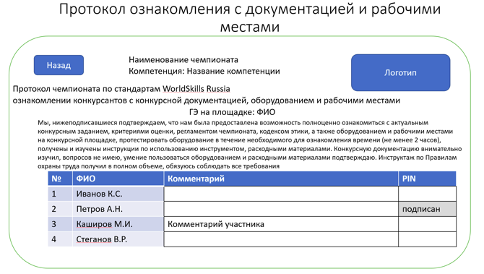 Протокол ознакомления с документацией и рабочими
местами
Назад
Наименование чемпионата
Компетенция: Название компетенции
Логотип
Протокол чемпионата по стандартам WorldSkills Russia
ознакомлении конкурсантов с конкурсной документацией, оборудованием и рабочими местами
ГЭ на площадке: ФИО
Мы, нижеподписавшиеся подтверждаем, что нам была предоставлена возможность полноценно ознакомиться с актуальным
конкурсным заданием, критериями оценки, регламентом чемпионата, кодексом этики, а также оборудованием и рабочими местами
на конкурсной площадке, протестировать оборудование в течение необходимого для ознакомления времени (не менее 2 часов),
получены и изучены инструкции по использованию инструментом, расходными материалами. Конкурсную документацию внимательно
изучил, вопросов не имею, умение пользоваться оборудованием и расходными материалами подтверждаю. Инструктаж по Правилам
охраны труда получил в полном объеме, обязуюсь соблюдать все требования
№ ФИО Комментарий PIN
1 Иванов К.С.
2 Петров А.Н. подписан
3 Каширов М.И. Комментарий участника
4 Стеганов В.Р.